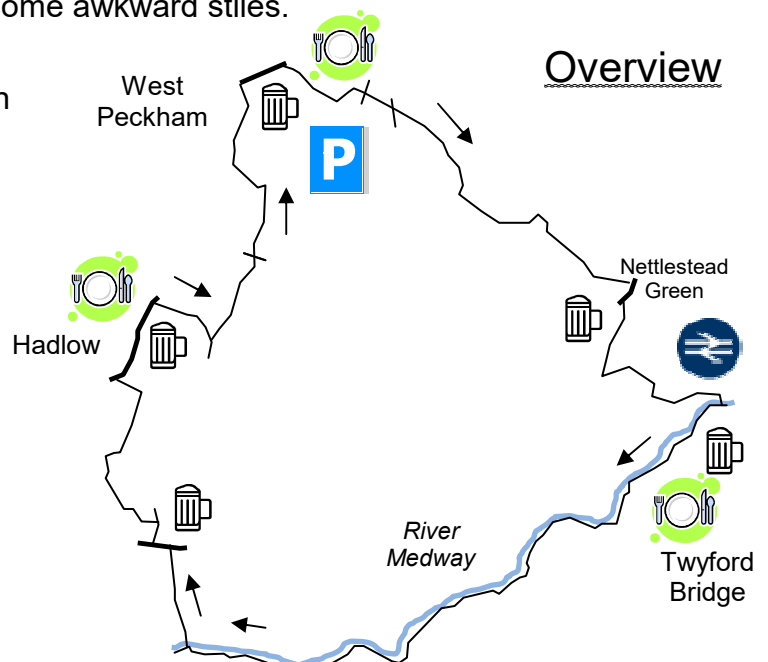 ome awkward stiles.
Overview
West
Peckham
n
P
Nettlestead
Green
Hadlow
River
Medway
Twyford
Bridge